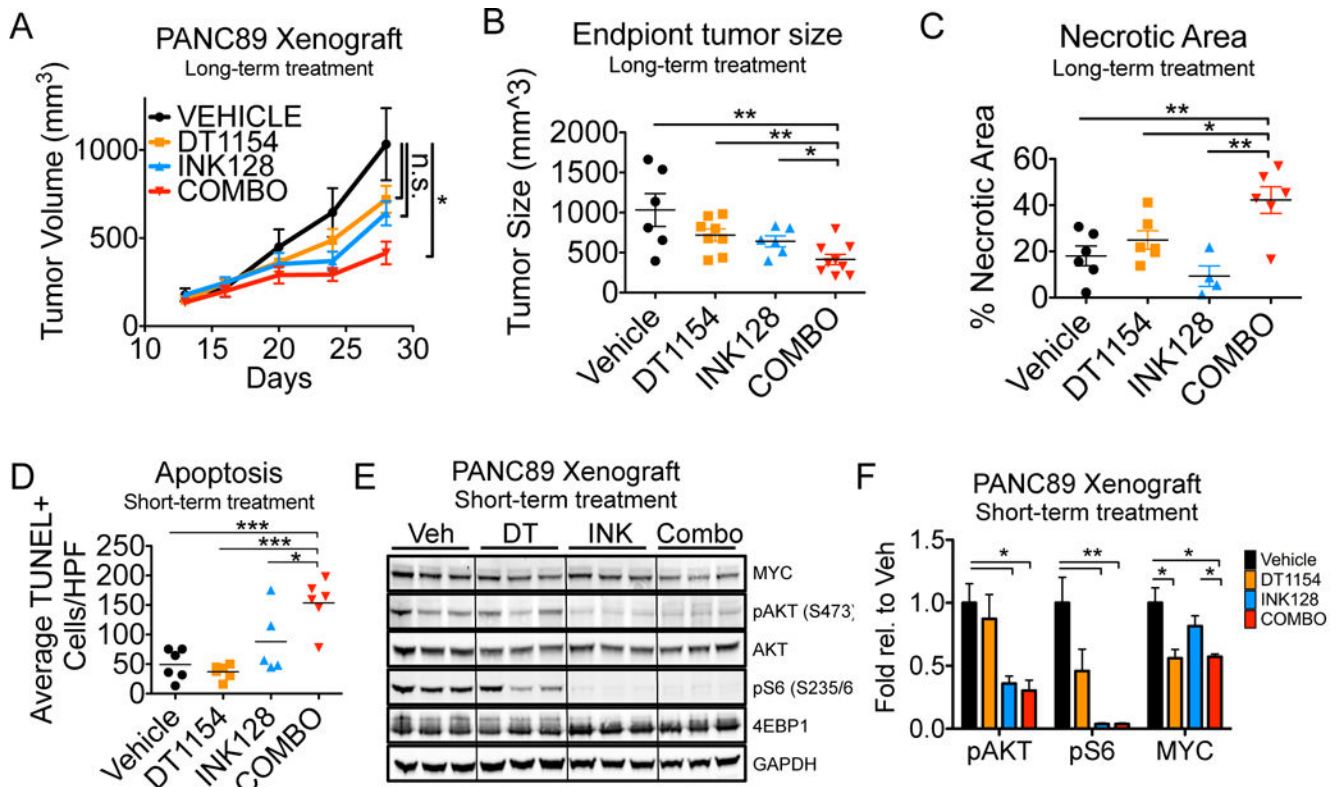 A
PANC89 Xenograft
Long-term treatment
Tumor Volume (mm3)
1000
500
0
VEHICLE
DT1154
INK128
COMBO
n.s.
*
10 15 20 25 30
Days
B
Endpiont tumor size
Long-term treatment
**
**
*
Tumor Size (mm^3)
2000
1500
1000
500
0
Vehicle
DT1154
INK128
COMBO
C
Necrotic Area
Long-term treatment
**
*
**
% Necrotic Area
60
40
20
0
Vehicle
DT1154
INK128
COMBO
D
Apoptosis
Short-term treatment
***
***
*
Average TUNEL+
Cells/HPF
250
200
150
100
50
0
Vehicle
DT1154
INK128
COMBO
E
PANC89 Xenograft
Short-term treatment
Veh DT INK Combo
MYC
pAKT (S473)
AKT
pS6 (S235/6
4EBP1
GAPDH
F
PANC89 Xenograft
Short-term treatment
Fold rel. to Veh
1.0
0.5
0.0
*
**
*
* *
Vehicle
DT1154
INK128
COMBO
pAKT pS6 MYC